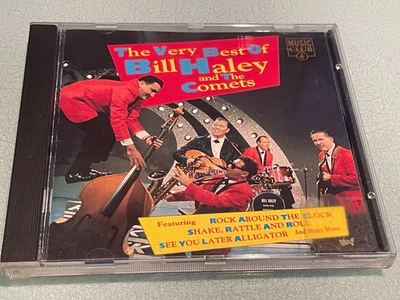 The Very Best Of
Bill Haley
and The
Comets
MUSIC
CLUB
BILL HALEY
Featuring ROCK AROUND THE CLOCK
SHAKE, RATTLE AND ROLL
SEE YOU LATER ALLIGATOR And Many More...